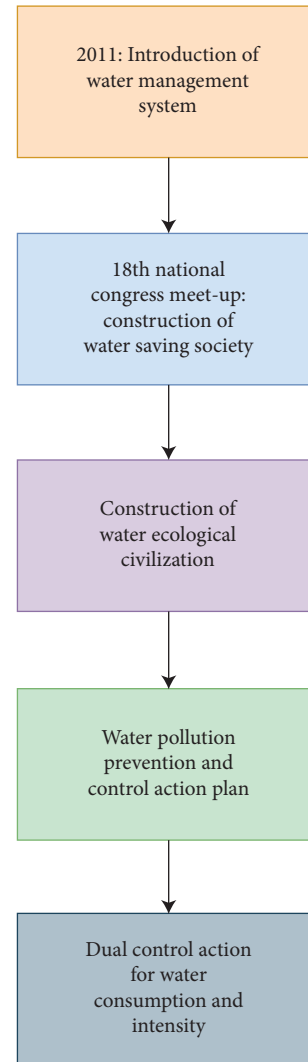 2011: Introduction of
water management
system
18th national
congress meet-up:
construction of
water saving society
Construction of
water ecological
civilization
Water pollution
prevention and
control action plan
Dual control action
for water
consumption and
intensity